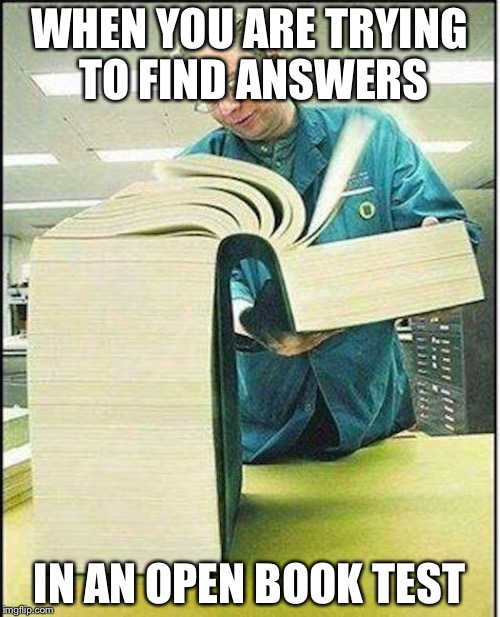 WHEN YOU ARE TRYING
TO FIND ANSWERS
IN AN OPEN BOOK TEST
imgflip.com